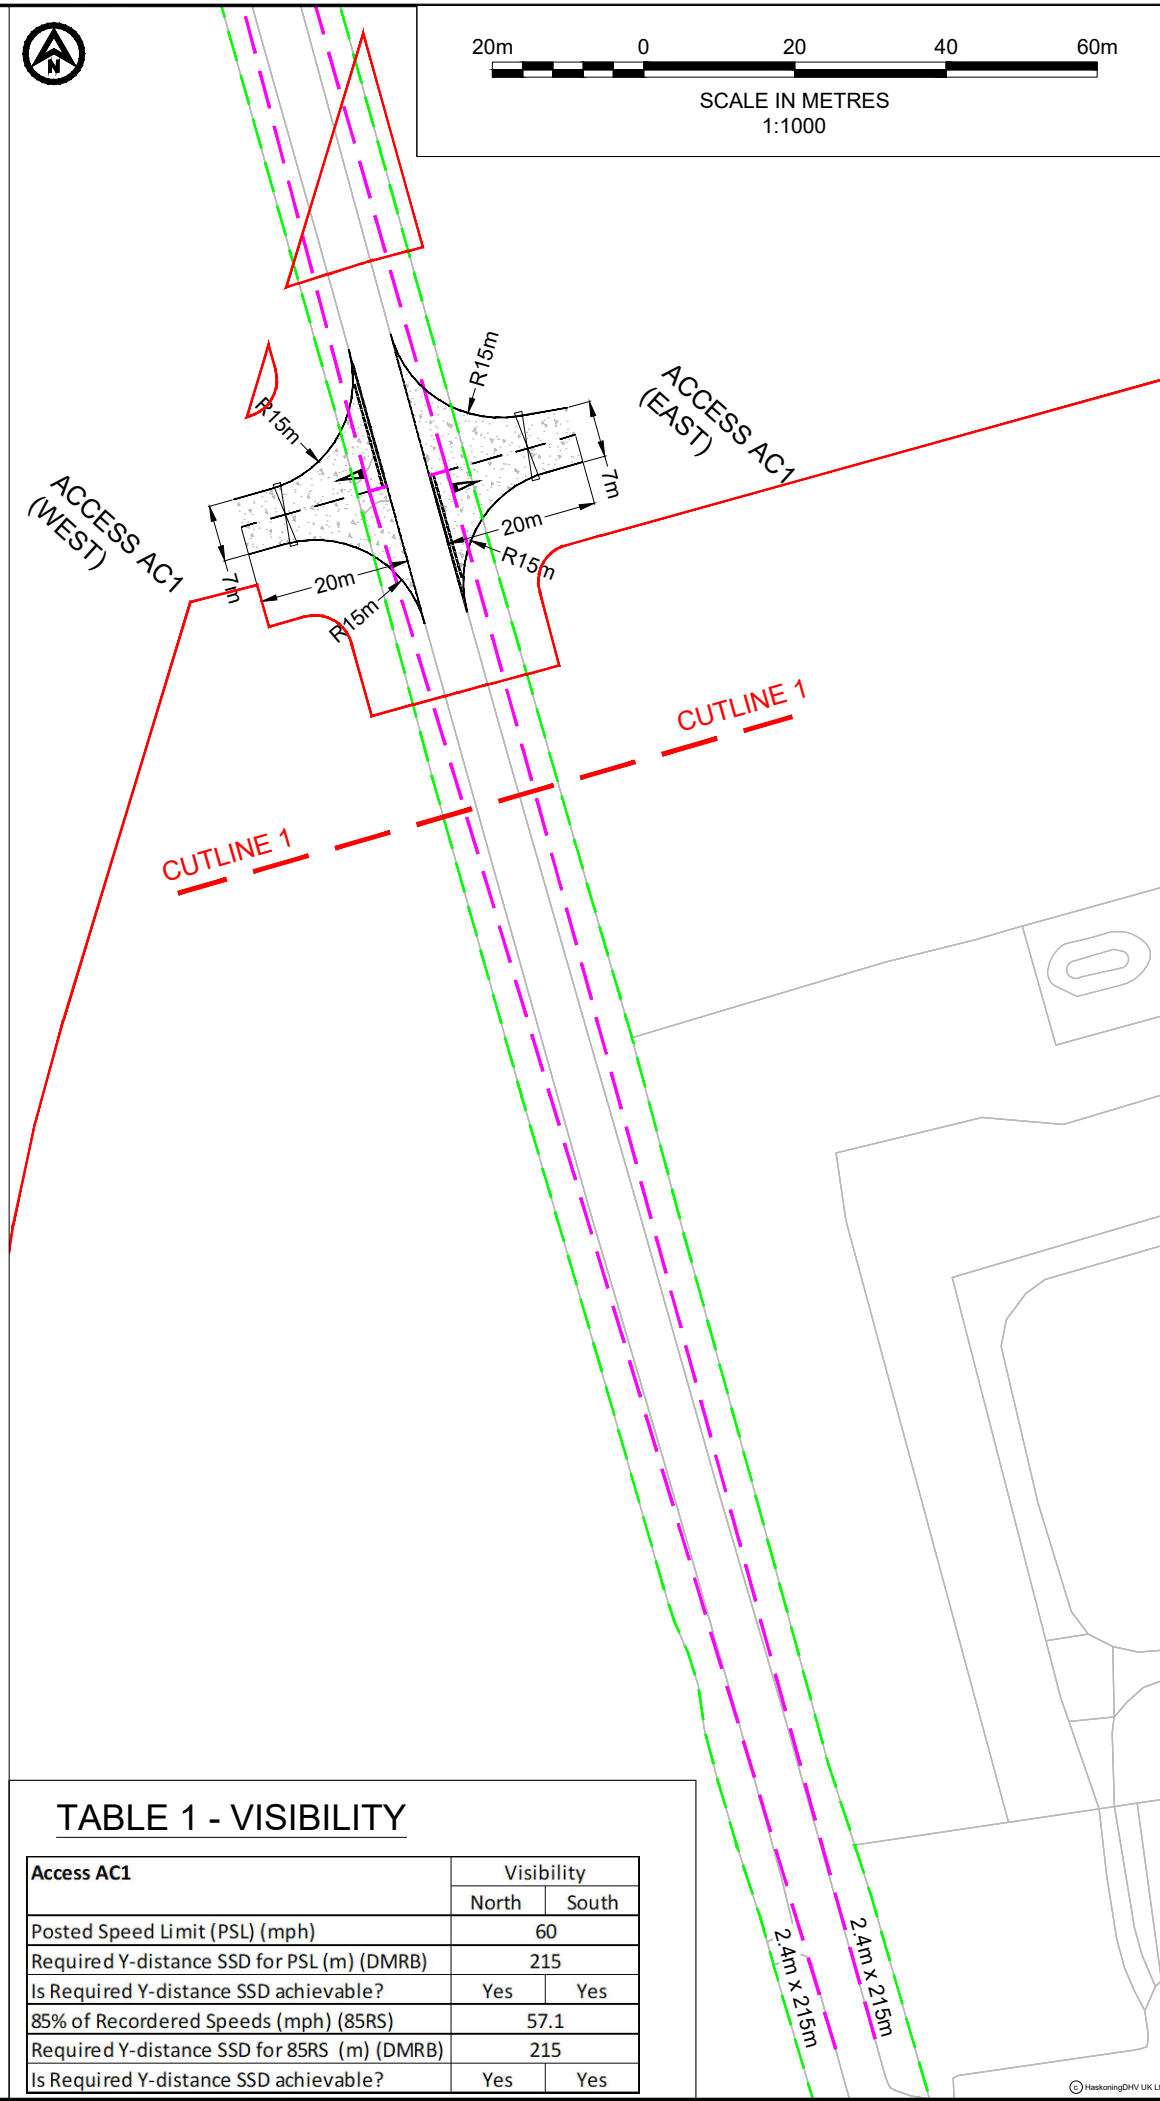 N
20m 0 20 40 60m
SCALE IN METRES
1:1000
R15m
ACCESS AC1
(EAST)
R15m
7m
20m
R15m
ACCESS AC1
(WEST)
7m
20m
R15m
CUTLINE 1
CUTLINE 1
2.4m x 215m
2.4m x 215m
TABLE 1 - VISIBILITY
Access AC1 Visibility
North South
Posted Speed Limit (PSL) (mph) 60
Required Y-distance SSD for PSL (m) (DMRB) 215
Is Required Y-distance SSD achievable? Yes Yes
85% of Recordered Speeds (mph) (85RS) 57.1
Required Y-distance SSD for 85RS (m) (DMRB) 215
Is Required Y-distance SSD achievable? Yes Yes
© HaskoningDHV UK